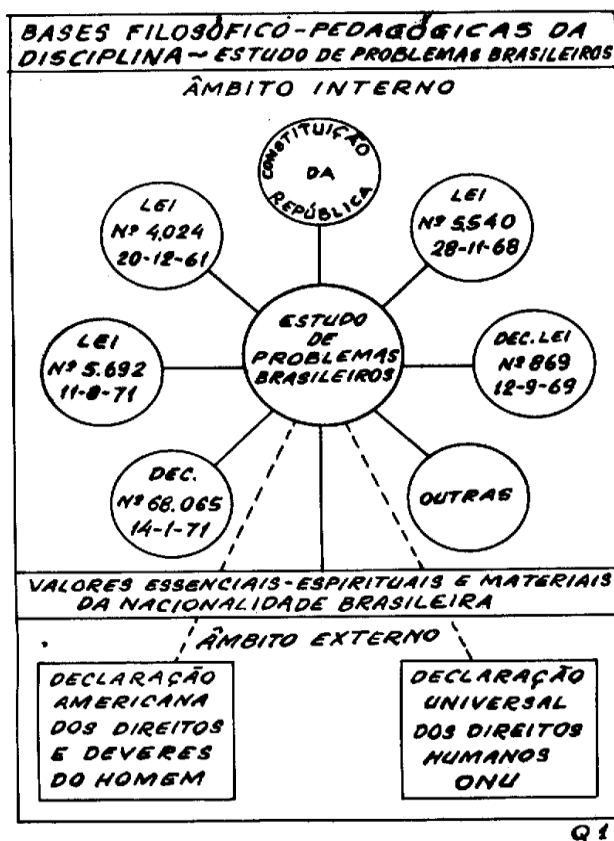 BASES FILOSÓFICO-PEDAGÓGICAS DA
DISCIPLINA ~ ESTUDO DE PROBLEMAS BRASILEIROS
ÂMBITO INTERNO
CONSTITUIÇÃO
DA
REPÚBLICA
LEI
Nº 4.024
20-12-61
LEI
Nº 5.540
28-11-68
ESTUDO
DE
PROBLEMAS
BRASILEIROS
LEI
Nº 5.692
11-8-71
DEC. LEI
Nº 869
12-9-69
DEC.
Nº 68.065
14-1-71
OUTRAS
VALORES ESSENCIAIS-ESPIRITUAIS E MATERIAIS
DA NACIONALIDADE BRASILEIRA
ÂMBITO EXTERNO
DECLARAÇÃO
AMERICANA
DOS DIREITOS
E DEVERES
DO HOMEM
DECLARAÇÃO
UNIVERSAL
DOS DIREITOS
HUMANOS
ONU
Q 1